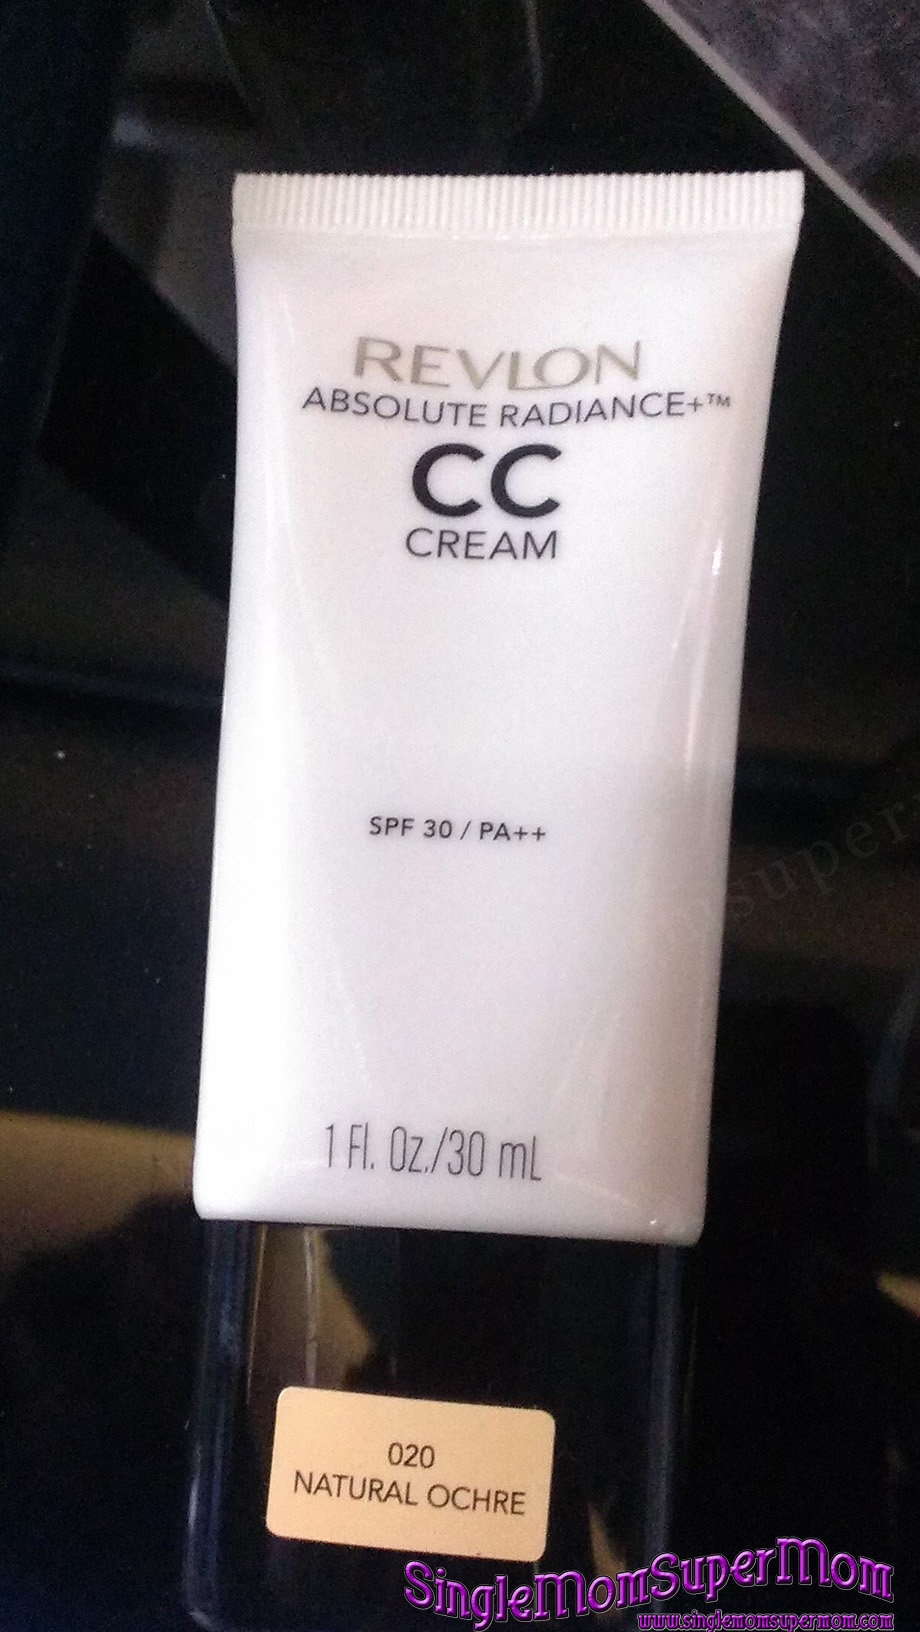 REVLON
ABSOLUTE RADIANCE+™
CC
CREAM
SPF 30 / PA++
super
1 Fl. Oz./30 mL
020
NATURAL OCHRE
SingleMomSuperMom
www.singlemomsupermom.com